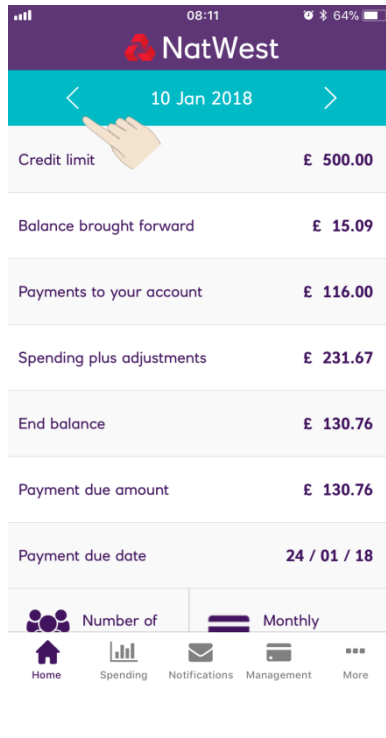 08:11 64%
NatWest
10 Jan 2018
Credit limit £ 500.00
Balance brought forward £ 15.09
Payments to your account £ 116.00
Spending plus adjustments £ 231.67
End balance £ 130.76
Payment due amount £ 130.76
Payment due date 24 / 01 / 18
Number of Monthly
Home Spending Notifications Management More